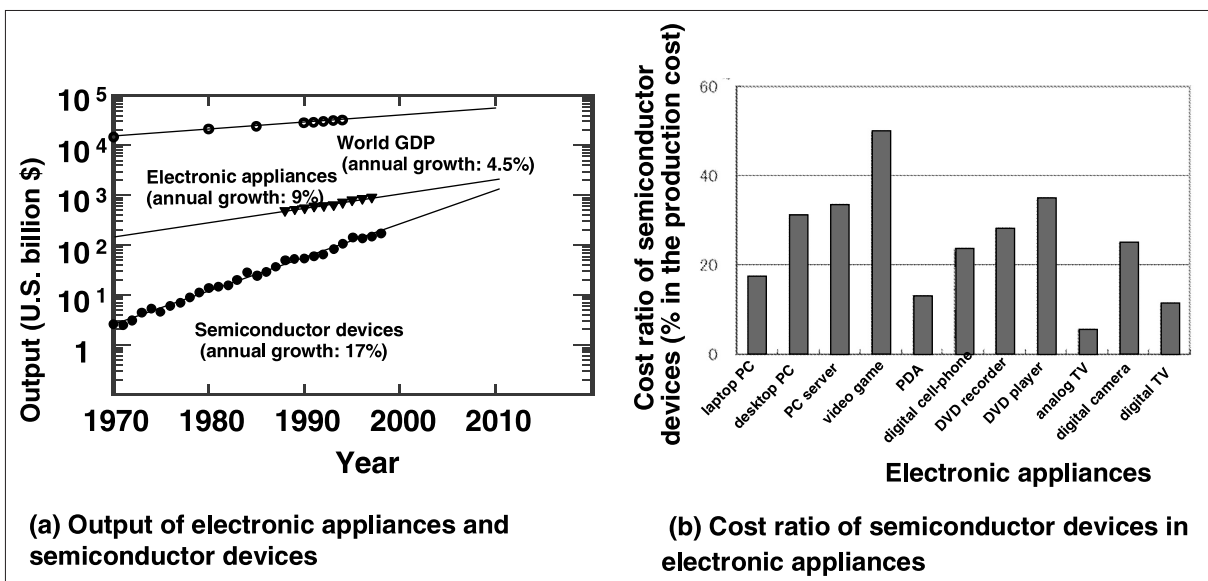 Output (U.S. billion $)
10 5
10 4
10 3
10 2
10 1
1
World GDP
(annual growth: 4.5%)
Electronic appliances
(annual growth: 9%)
Semiconductor devices
(annual growth: 17%)
1970
1980
1990
2000
2010
Year
(a) Output of electronic appliances and
semiconductor devices
Cost ratio of semiconductor
devices (% in the production cost)
60
40
20
0
laptop PC
desktop PC
PC server
video game
PDA
digital cell-phone
DVD recorder
DVD player
analog TV
digital camera
digital TV
Electronic appliances
(b) Cost ratio of semiconductor devices in
electronic appliances